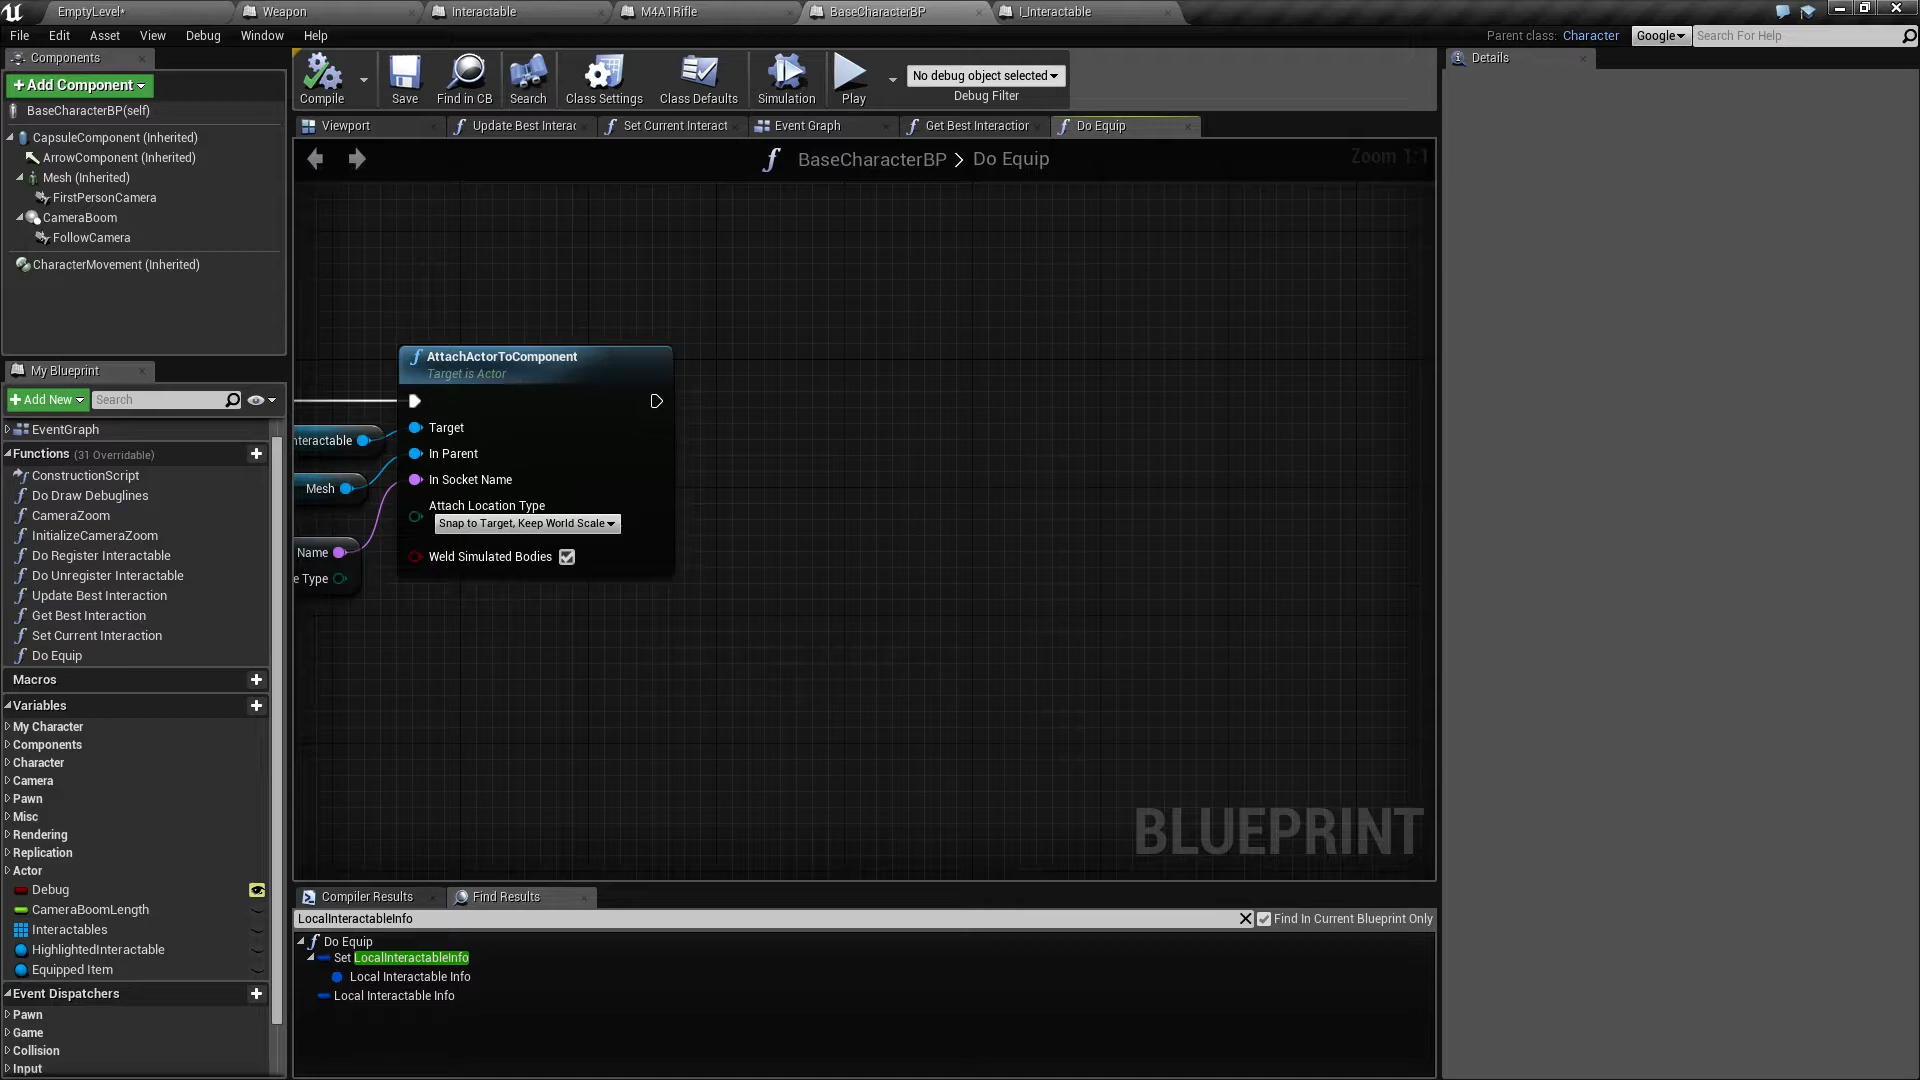 EmptyLevel*
Weapon
Interactable
M4A1Rifle
BaseCharacterBP
I_Interactable
File Edit Asset View Debug Window Help
Parent class: Character
Google
Search For Help
Components
+Add Component
BaseCharacterBP(self)
CapsuleComponent (Inherited)
ArrowComponent (Inherited)
Mesh (Inherited)
FirstPersonCamera
CameraBoom
FollowCamera
CharacterMovement (Inherited)
Compile
Save
Find in CB
Search
Class Settings
Class Defaults
Simulation
Play
No debug object selected
Debug Filter
Details
Viewport
Update Best Interac
Set Current Interact
Event Graph
Get Best Interaction
Do Equip
BaseCharacterBP > Do Equip
Zoom 1:1
AttachActorToComponent
Target is Actor
Target
In Parent
In Socket Name
Attach Location Type
Snap to Target, Keep World Scale
Weld Simulated Bodies
nteractable
Mesh
Name
e Type
BLUEPRINT
My Blueprint
+Add New
Search
EventGraph
Functions (31 Overridable)
ConstructionScript
Do Draw Debuglines
CameraZoom
InitializeCameraZoom
Do Register Interactable
Do Unregister Interactable
Update Best Interaction
Get Best Interaction
Set Current Interaction
Do Equip
Macros
Variables
My Character
Components
Character
Camera
Pawn
Misc
Rendering
Replication
Actor
Debug
CameraBoomLength
Interactables
HighlightedInteractable
Equipped Item
Event Dispatchers
Pawn
Game
Collision
Input
Compiler Results
Find Results
LocalInteractableInfo
Find In Current Blueprint Only
Do Equip
Set LocalInteractableInfo
Local Interactable Info
Local Interactable Info